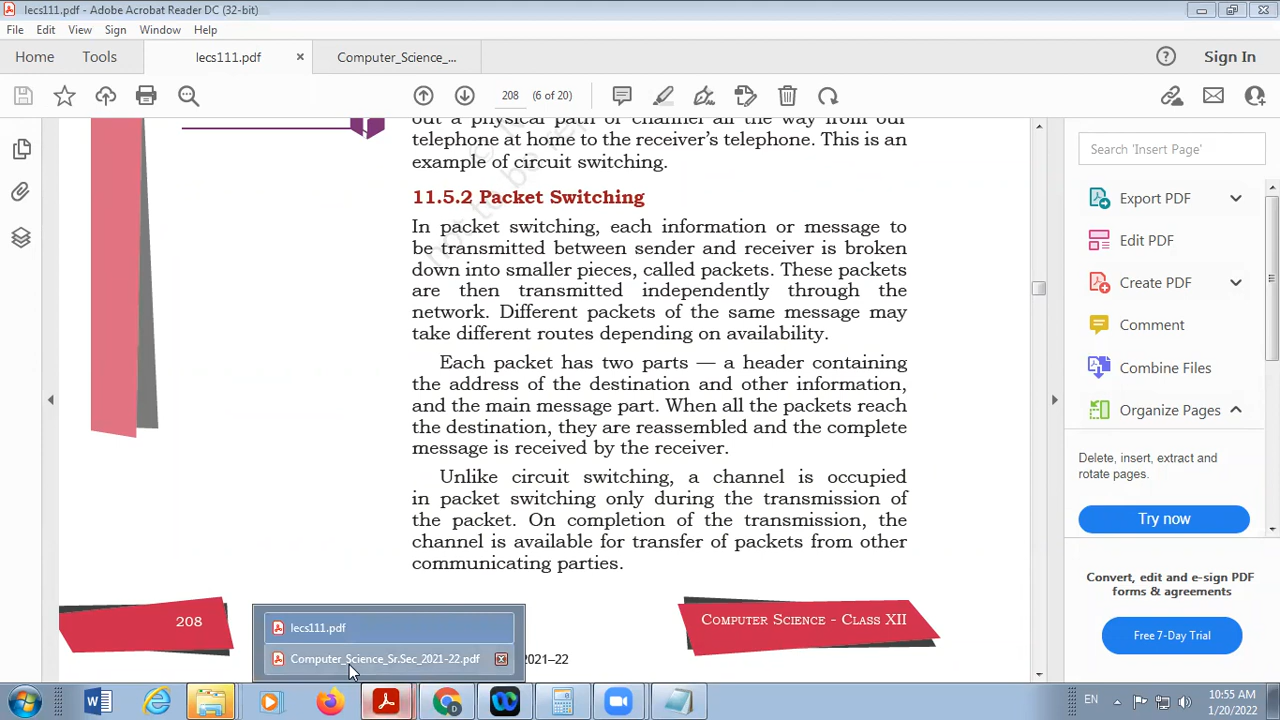 lecs111.pdf - Adobe Acrobat Reader DC (32-bit)
File Edit View Sign Window Help
Home Tools lecs111.pdf × Computer_Science_... ? Sign In
208 (6 of 20)
out a physical path or channel all the way from our
telephone at home to the receiver's telephone. This is an
example of circuit switching.
11.5.2 Packet Switching
In packet switching, each information or message to
be transmitted between sender and receiver is broken
down into smaller pieces, called packets. These packets
are then transmitted independently through the
network. Different packets of the same message may
take different routes depending on availability.
Each packet has two parts — a header containing
the address of the destination and other information,
and the main message part. When all the packets reach
the destination, they are reassembled and the complete
message is received by the receiver.
Unlike circuit switching, a channel is occupied
in packet switching only during the transmission of
the packet. On completion of the transmission, the
channel is available for transfer of packets from other
communicating parties.
not to be re
208
Computer Science - Class XII
2021–22
lecs111.pdf
Computer_Science_Sr.Sec_2021-22.pdf
Search 'Insert Page'
Export PDF
Edit PDF
Create PDF
Comment
Combine Files
Organize Pages
Delete, insert, extract and
rotate pages.
Try now
Convert, edit and e-sign PDF
forms & agreements
Free 7-Day Trial
EN
10:55 AM
1/20/2022